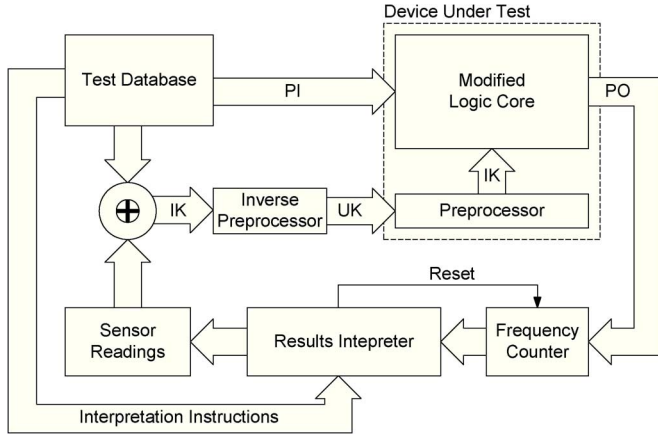 Device Under Test
Test Database
PI
Modified
Logic Core
PO
IK
IK
Inverse
Preprocessor
UK
Preprocessor
Reset
Sensor
Readings
Results Intepreter
Frequency
Counter
Interpretation Instructions